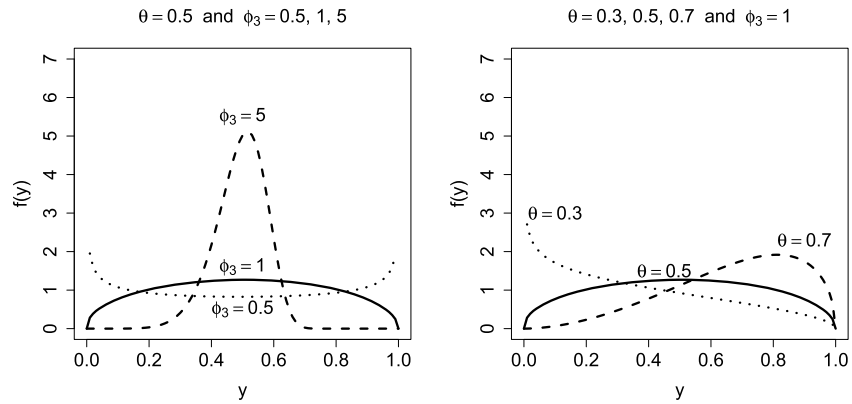 θ = 0.5 and ϕ₃ = 0.5, 1, 5
f(y)
7
6
5
4
3
2
1
0
ϕ₃ = 5
ϕ₃ = 1
ϕ₃ = 0.5
0.0 0.2 0.4 0.6 0.8 1.0
y
θ = 0.3, 0.5, 0.7 and ϕ₃ = 1
f(y)
7
6
5
4
3
2
1
0
θ = 0.3
θ = 0.7
θ = 0.5
0.0 0.2 0.4 0.6 0.8 1.0
y